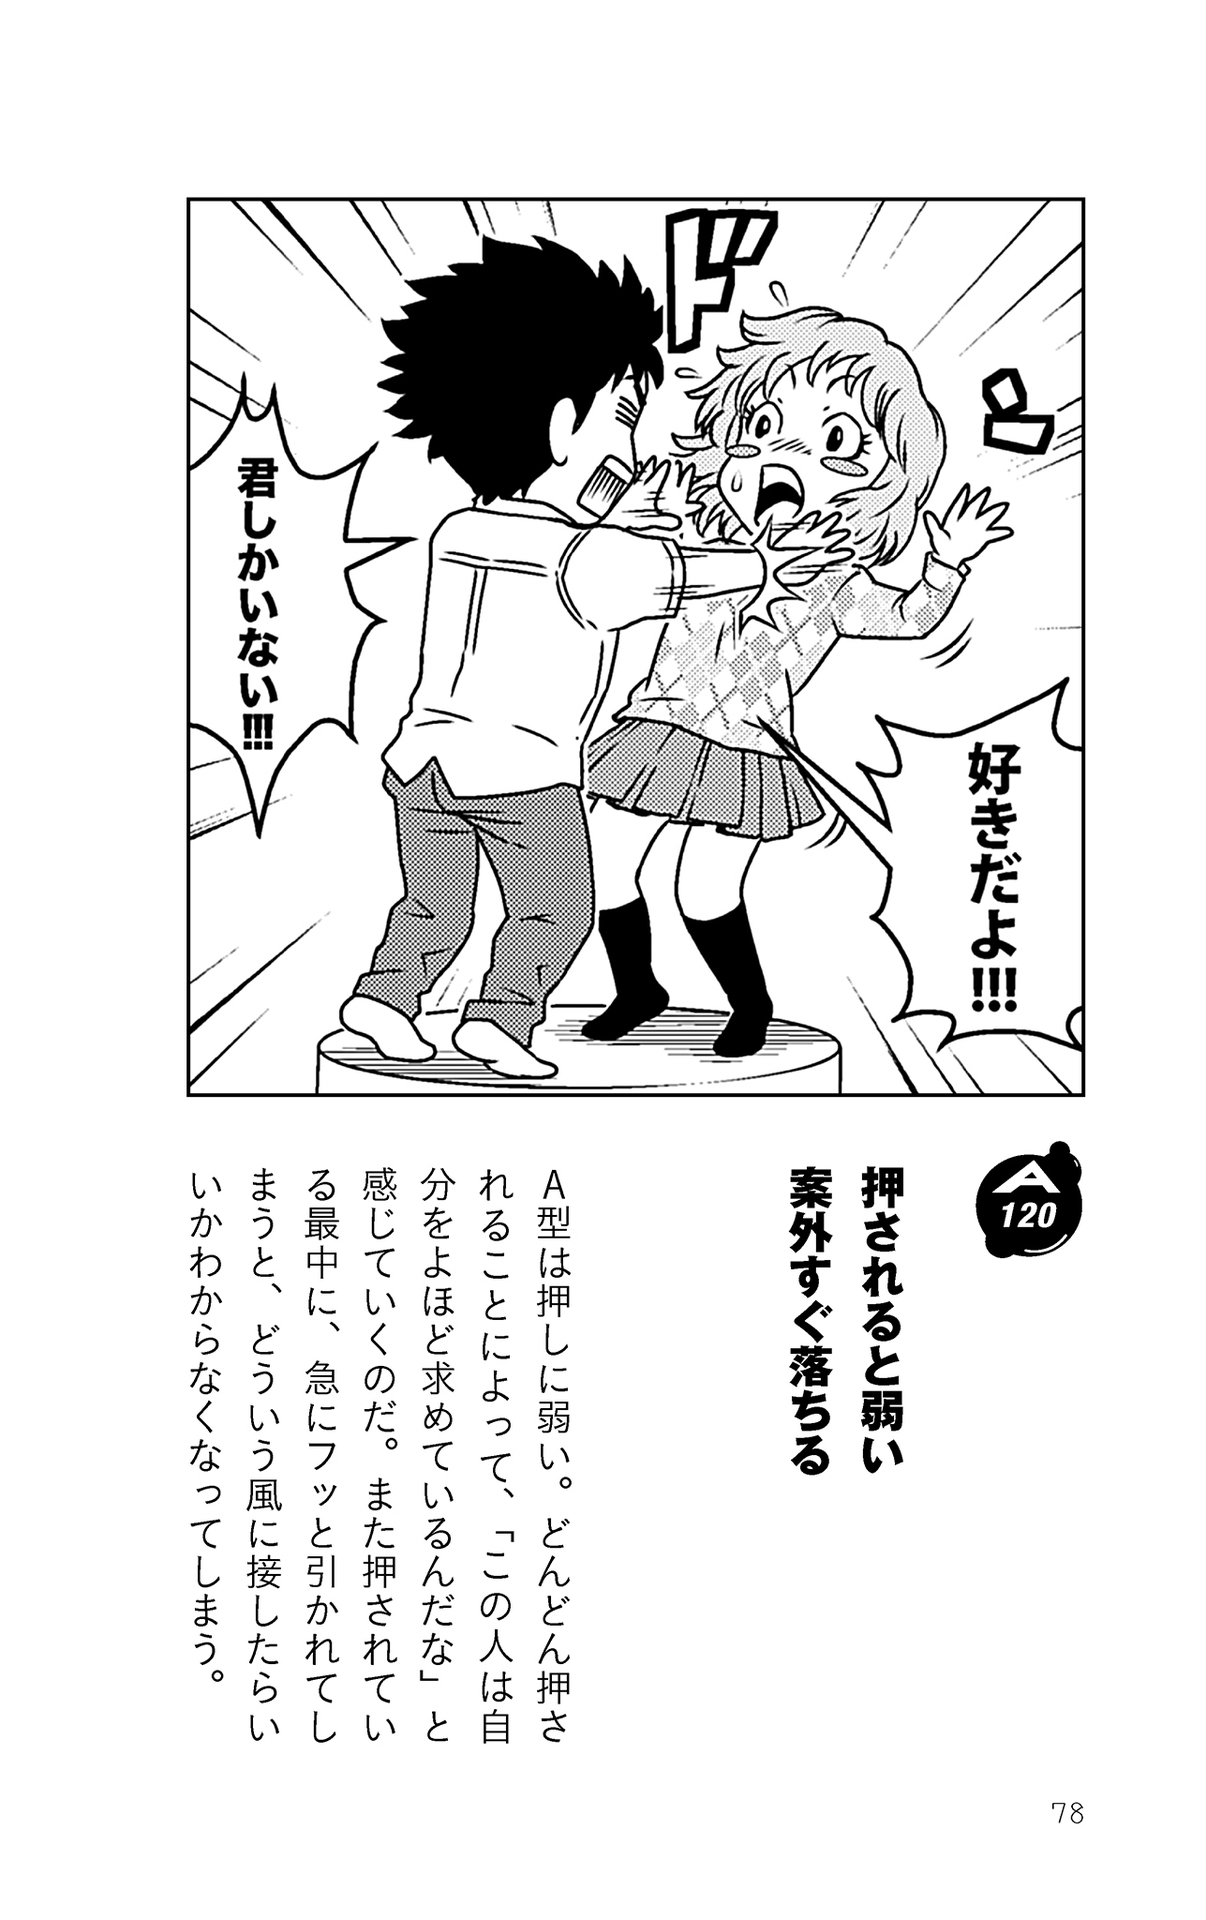 ドン
好きだよ!!!
君しかいない!!!
A
120
押されると弱い
案外すぐ落ちる
A型は押しに弱い。どんどん押さ
れることによって、「この人は自
分をよほど求めているんだな」と
感じていくのだ。また押されてい
る最中に、急にフッと引かれてし
まうと、どういう風に接したらい
いかわからなくなってしまう。
78